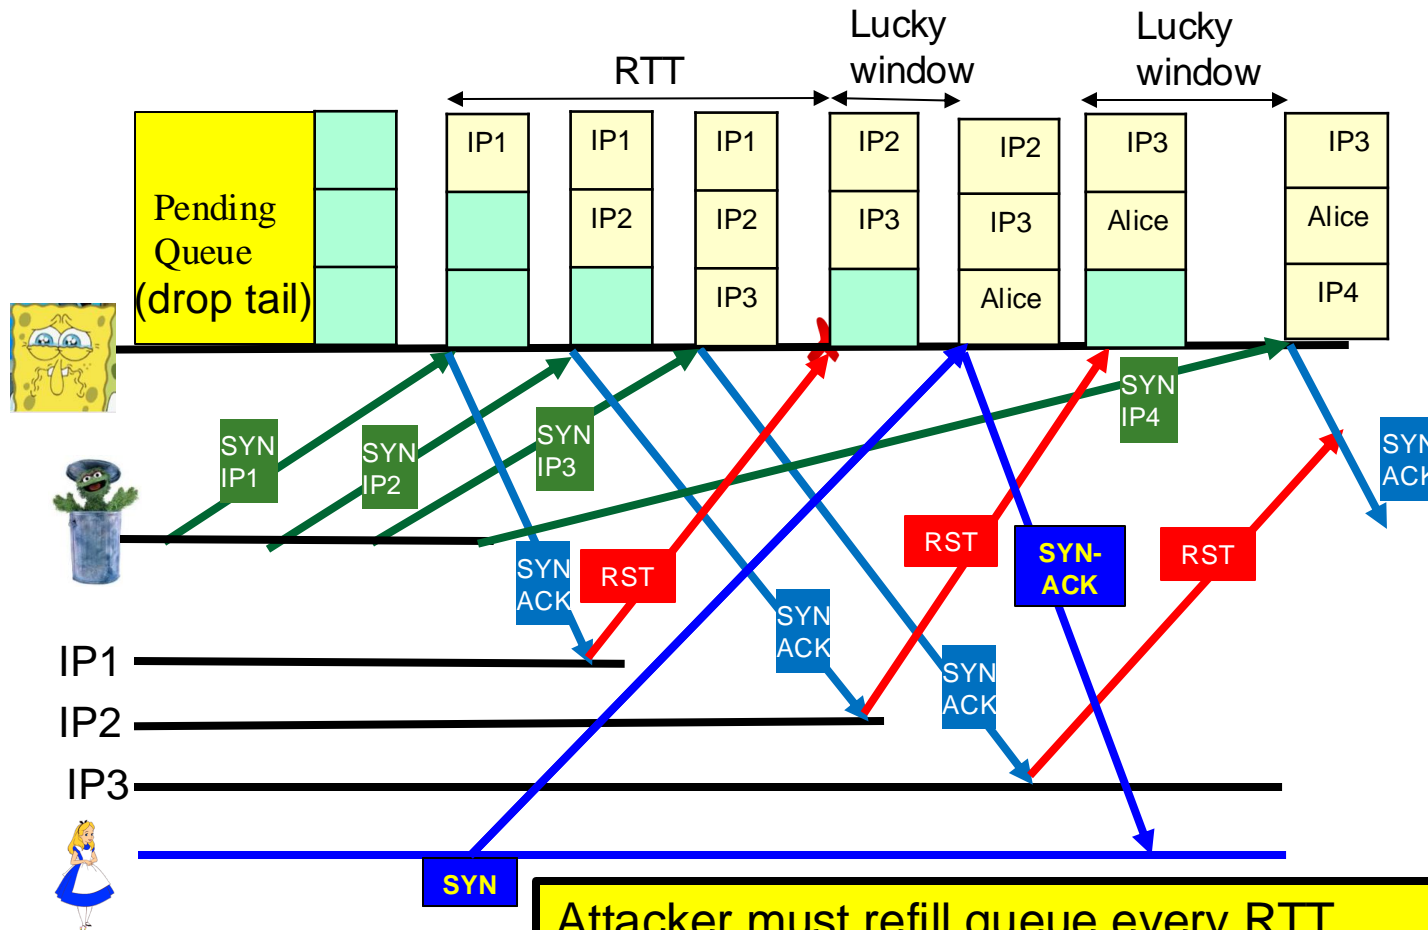 Lucky
window
Lucky
window
RTT
Pending
Queue
(drop tail)
IP1
IP1
IP2
IP1
IP2
IP3
IP2
IP3
IP2
IP3
Alice
IP3
Alice
IP3
Alice
IP4
SYN
IP1
SYN
IP2
SYN
IP3
SYN
IP4
SYN
ACK
RST
SYN
ACK
RST
SYN-
ACK
RST
SYN
ACK
SYN
ACK
IP1
IP2
IP3
SYN
Attacker must refill queue every RTT